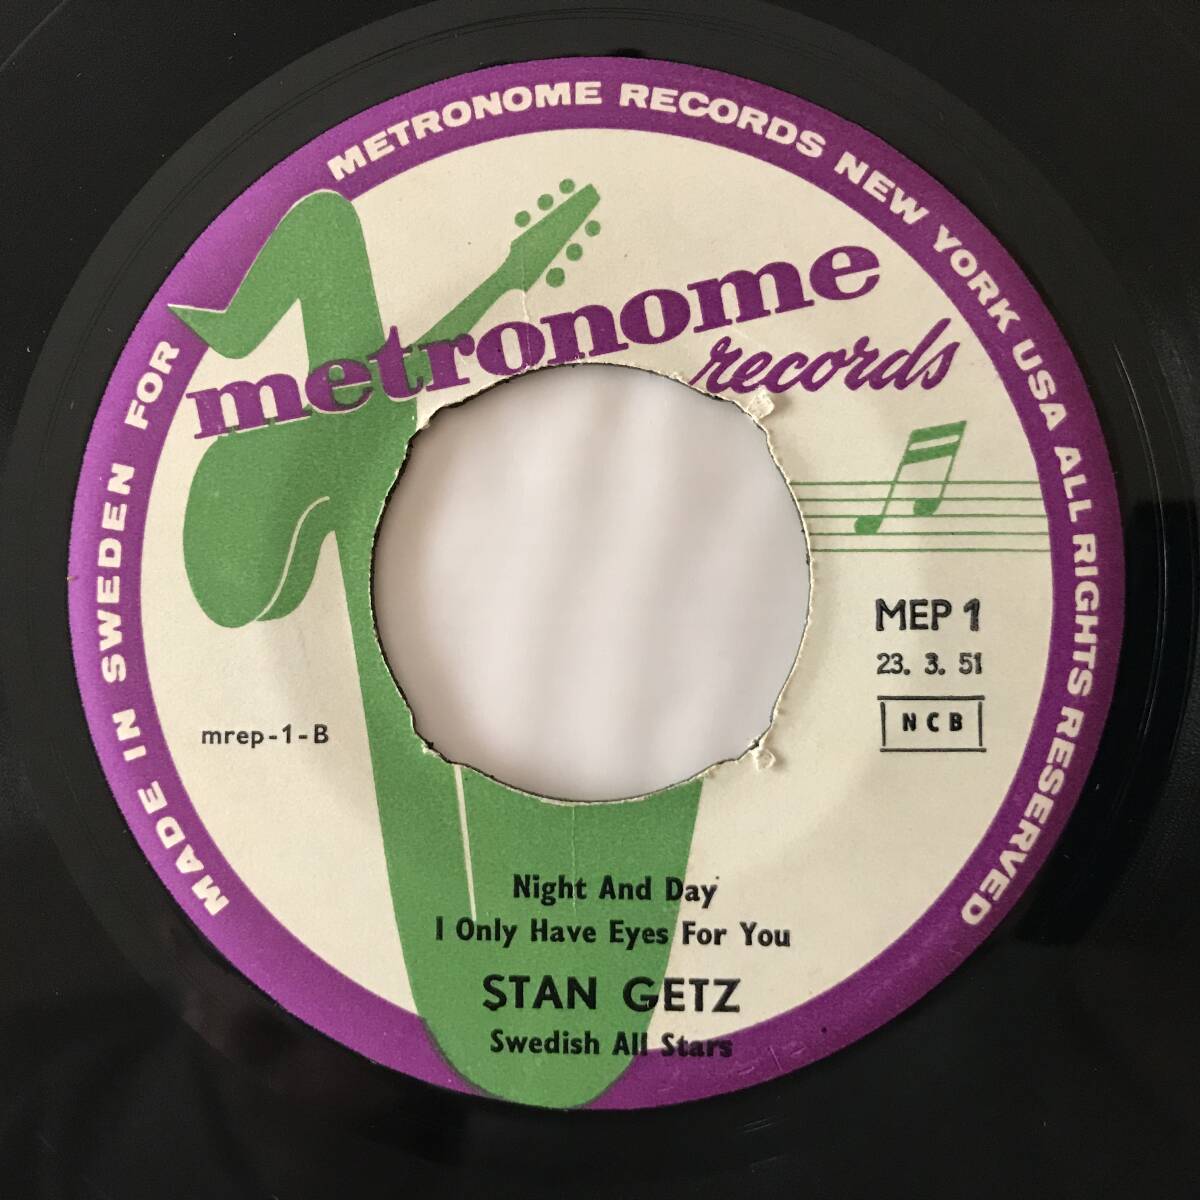 MADE IN SWEDEN FOR METRONOME RECORDS NEW YORK USA ALL RIGHTS RESERVED
metronome
records
MEP 1
23. 3. 51
NCB
mrep-1-B
Night And Day
I Only Have Eyes For You
STAN GETZ
Swedish All Stars